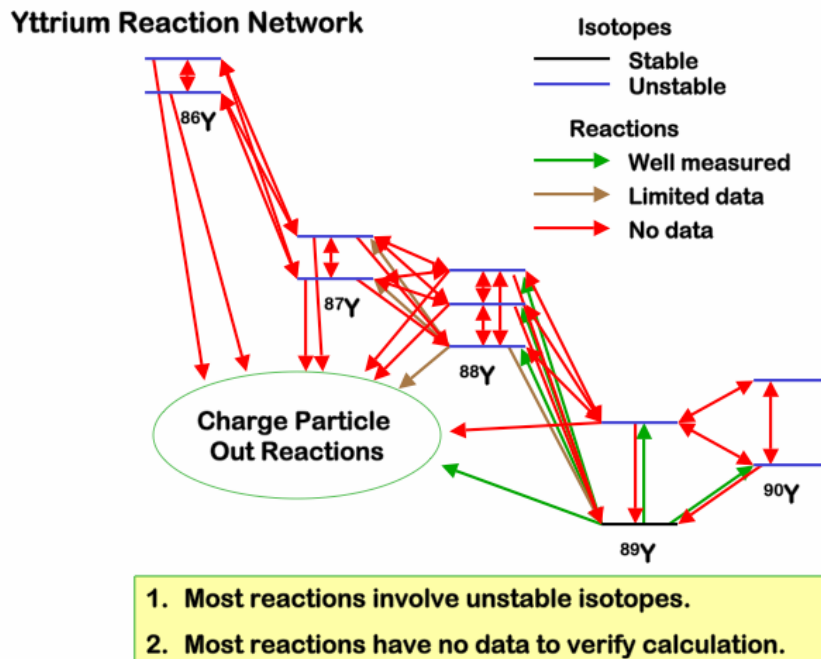 Yttrium Reaction Network
Isotopes
Stable
Unstable
Reactions
Well measured
Limited data
No data
⁸⁶Y
⁸⁷Y
⁸⁸Y
⁸⁹Y
⁹⁰Y
Charge Particle
Out Reactions
1. Most reactions involve unstable isotopes.
2. Most reactions have no data to verify calculation.